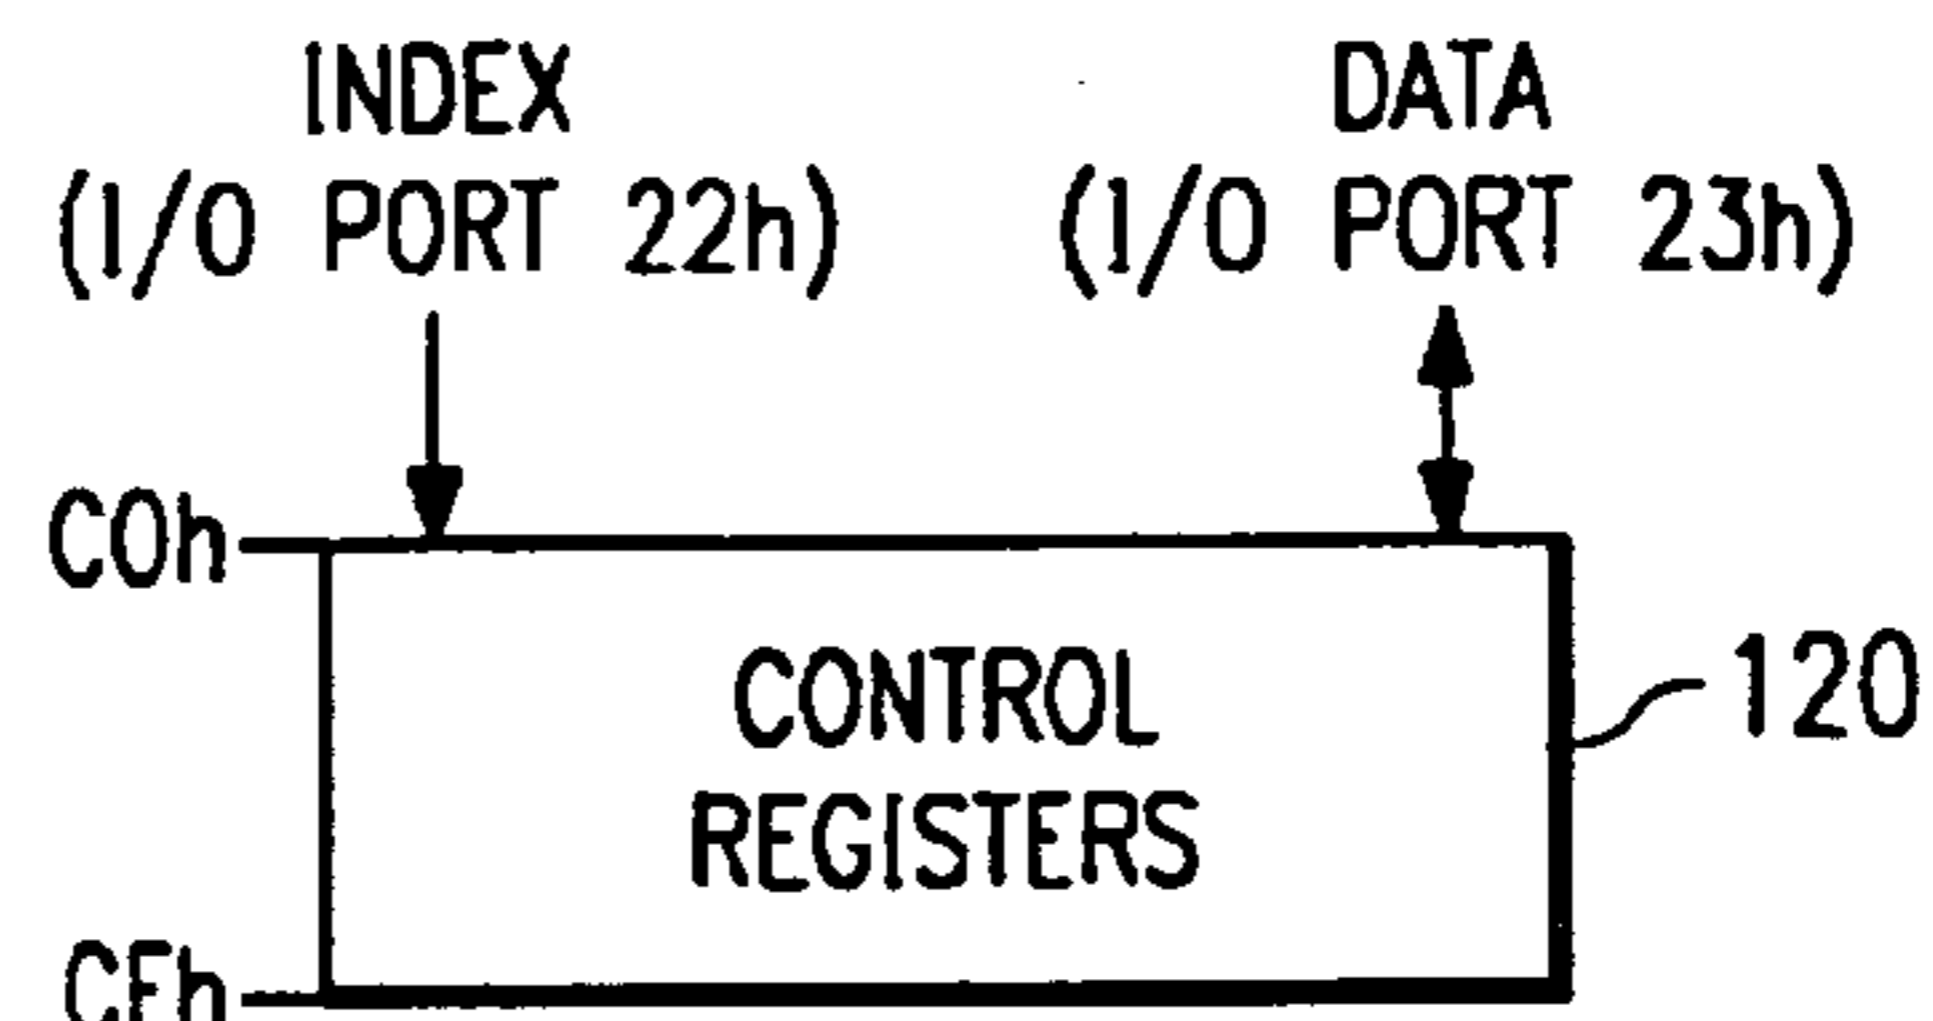 INDEX
(I/O PORT 22h)
DATA
(I/O PORT 23h)
C0h
CONTROL
REGISTERS
120